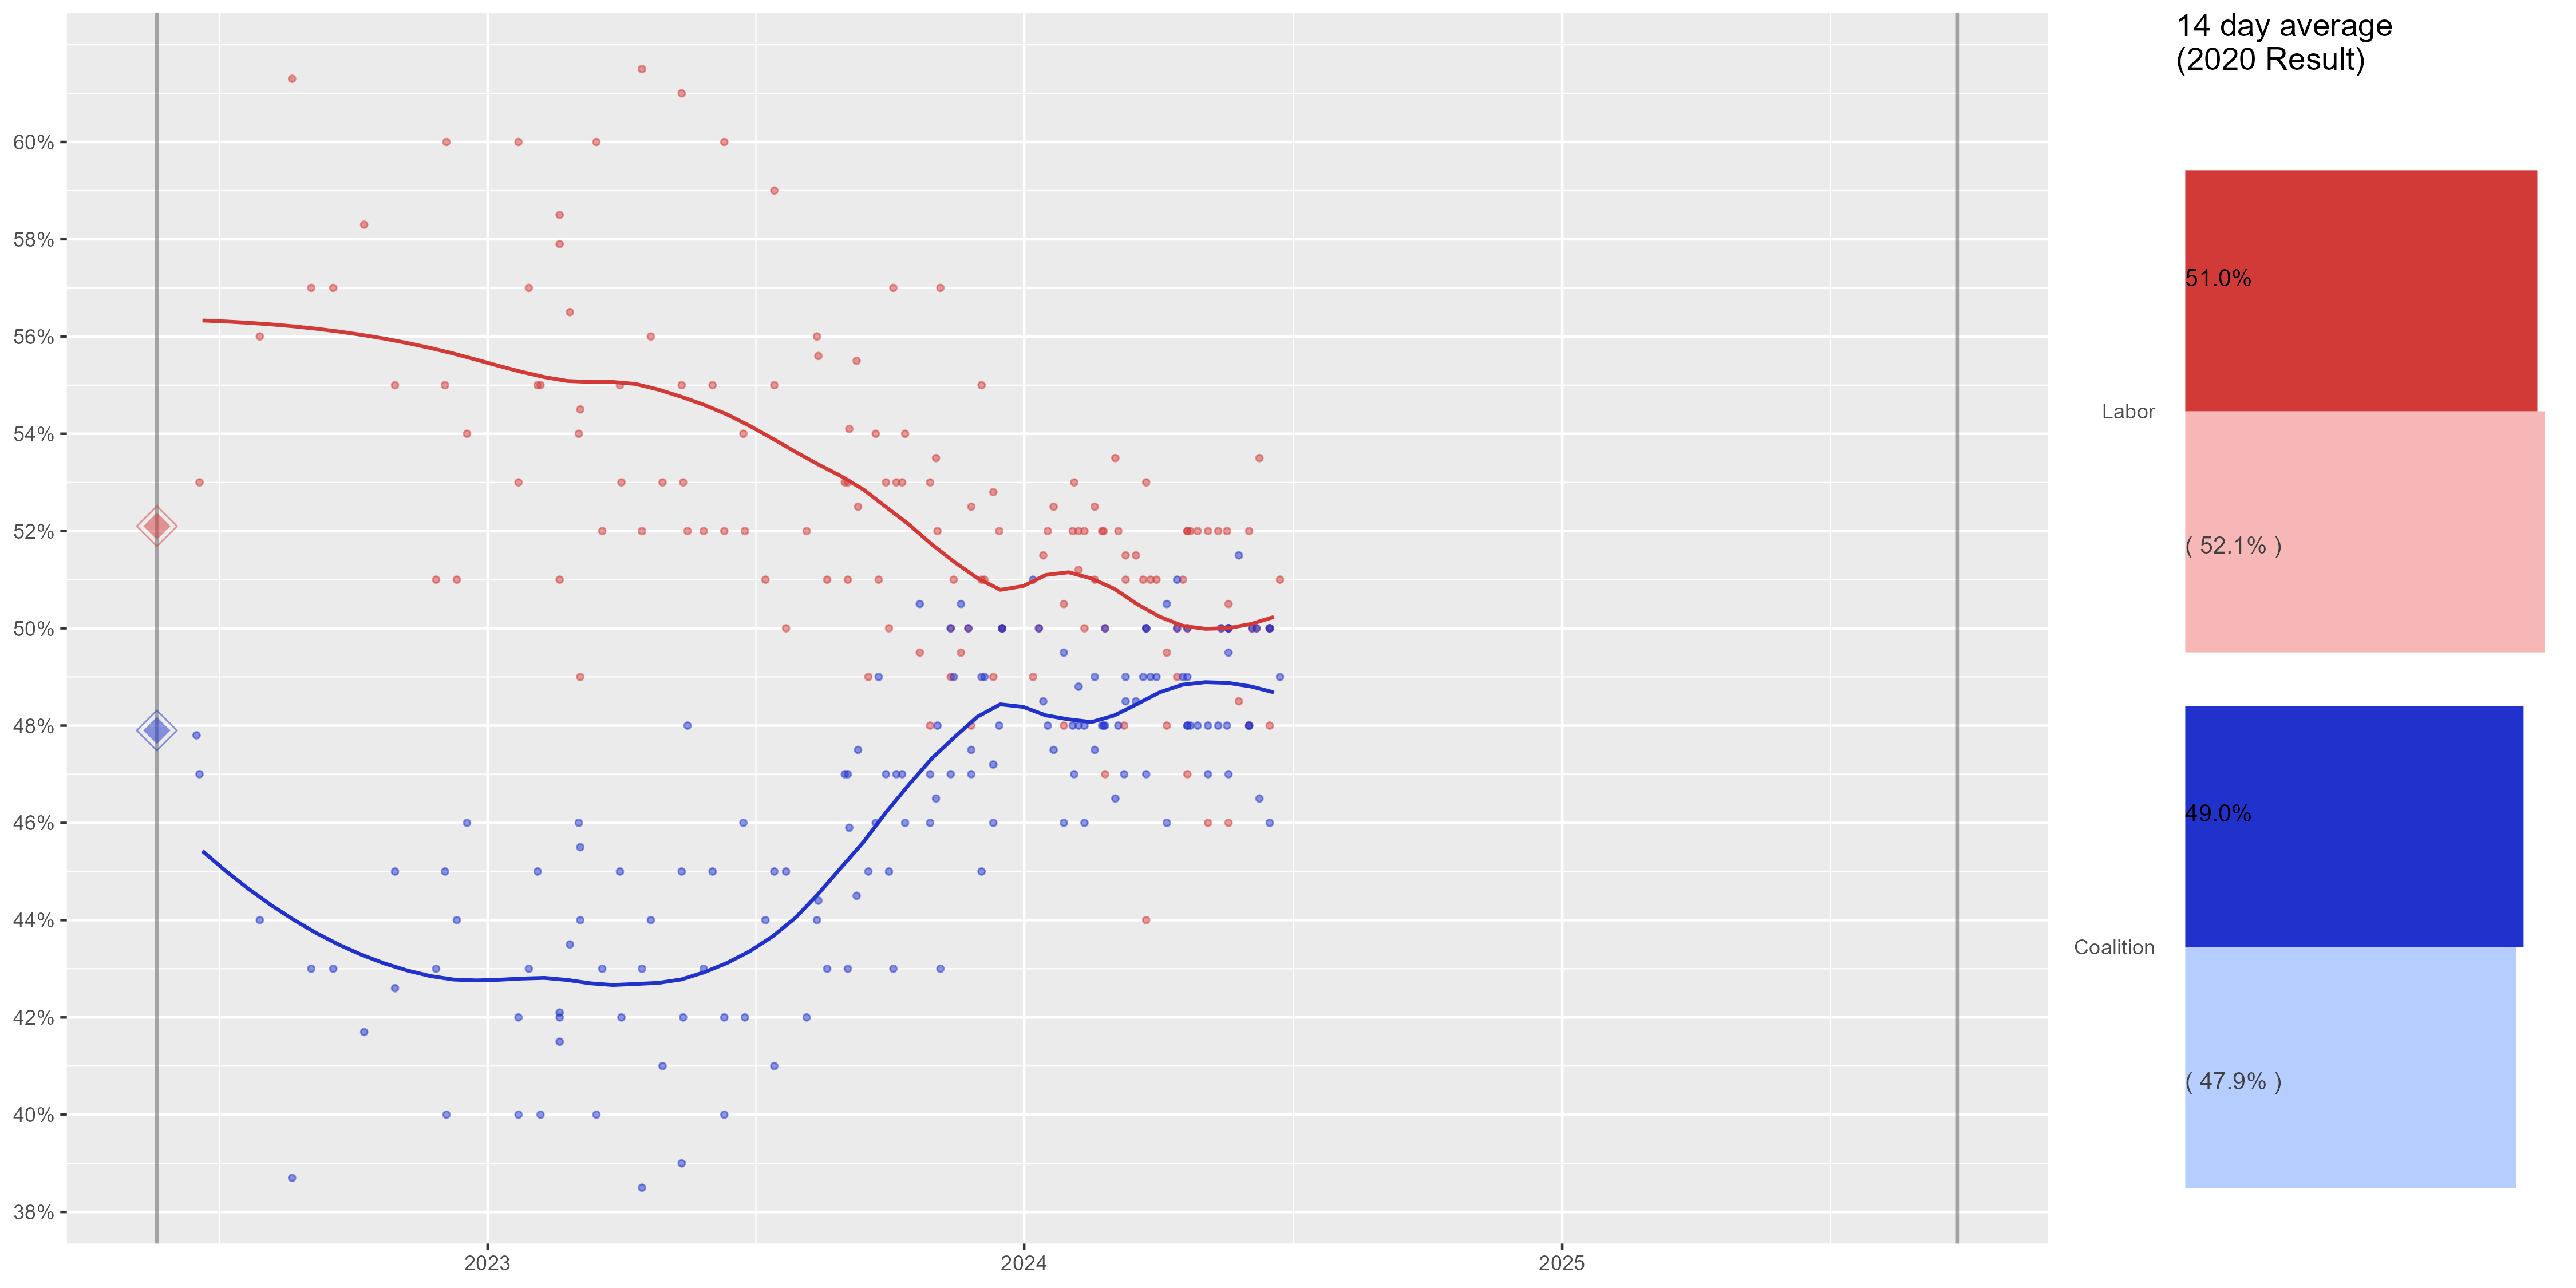 14 day average
(2020 Result)
60%
58%
56%
54%
52%
50%
48%
46%
44%
42%
40%
38%
2023
2024
2025
Labor
51.0%
( 52.1% )
Coalition
49.0%
( 47.9% )